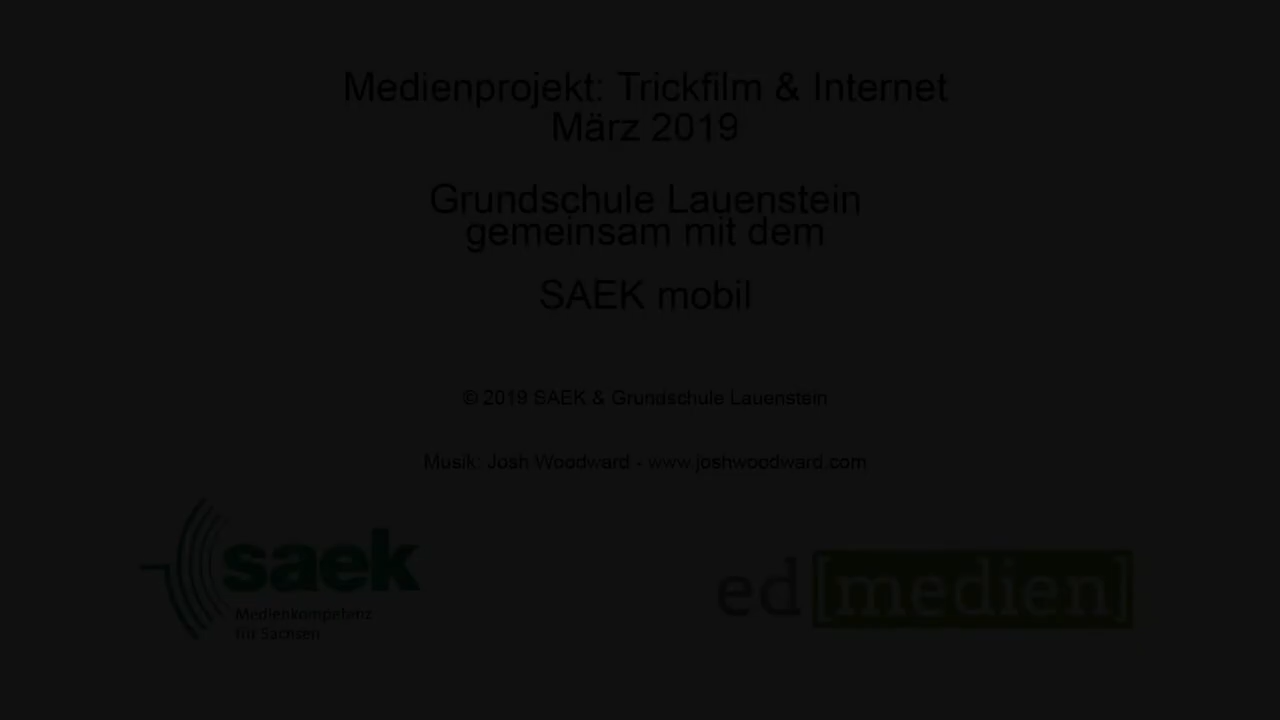 Medienprojekt: Trickfilm & Internet
März 2019
Grundschule Lauenstein
gemeinsam mit dem
SAEK mobil
© 2019 SAEK & Grundschule Lauenstein
Musik: Josh Woodward - www.joshwoodward.com
saek
Medienkompetenz
für Sachsen
ed [medien]